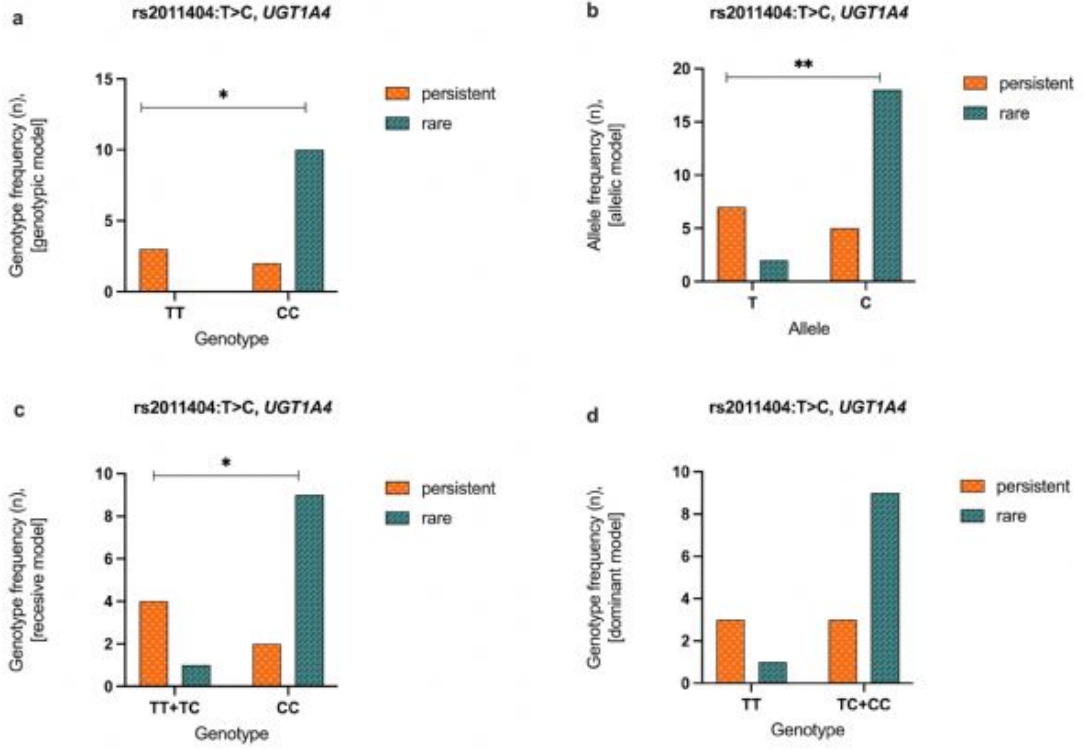 a
rs2011404:T>C, UGT1A4
Genotype frequency (n),
[genotypic model]
15
10
5
0
*
TT
CC
Genotype
persistent
rare
b
rs2011404:T>C, UGT1A4
Allele frequency (n),
[allelic model]
20
15
10
5
0
**
T
C
Allele
persistent
rare
c
rs2011404:T>C, UGT1A4
Genotype frequency (n),
[recesive model]
10
8
6
4
2
0
*
TT+TC
CC
Genotype
persistent
rare
d
rs2011404:T>C, UGT1A4
Genotype frequency (n),
[dominant model]
10
8
6
4
2
0
TT
TC+CC
Genotype
persistent
rare